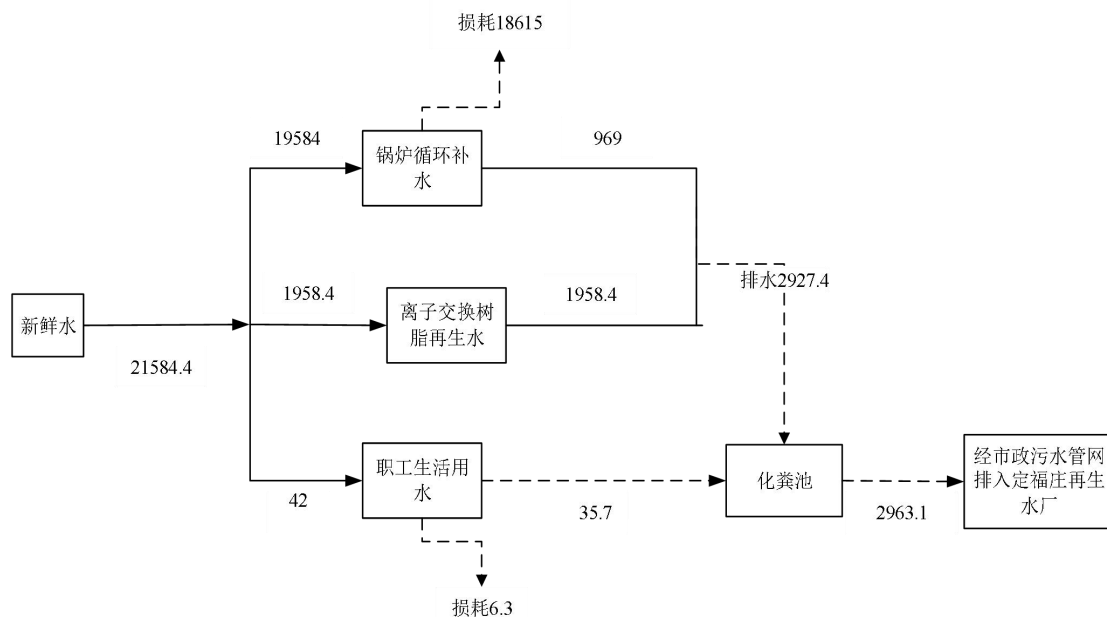 损耗18615
19584
锅炉循环补
水
969
排水2927.4
新鲜水
21584.4
1958.4
离子交换树
脂再生水
1958.4
42
职工生活用
水
35.7
化粪池
2963.1
经市政污水管网
排入定福庄再生
水厂
损耗6.3